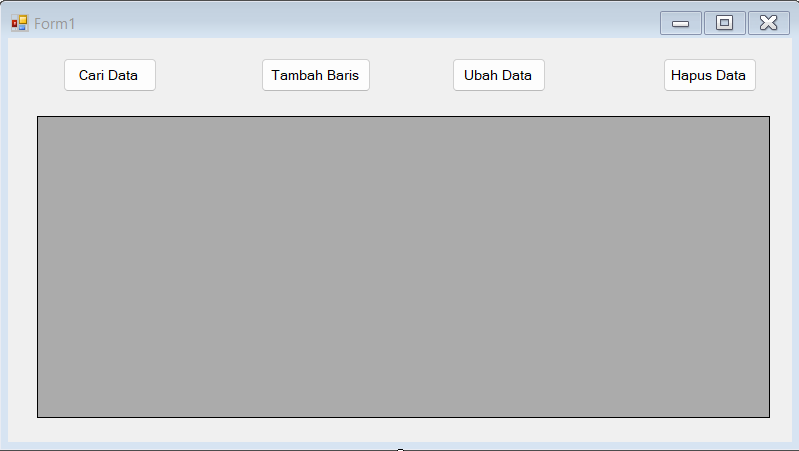 Form1
Cari Data
Tambah Baris
Ubah Data
Hapus Data